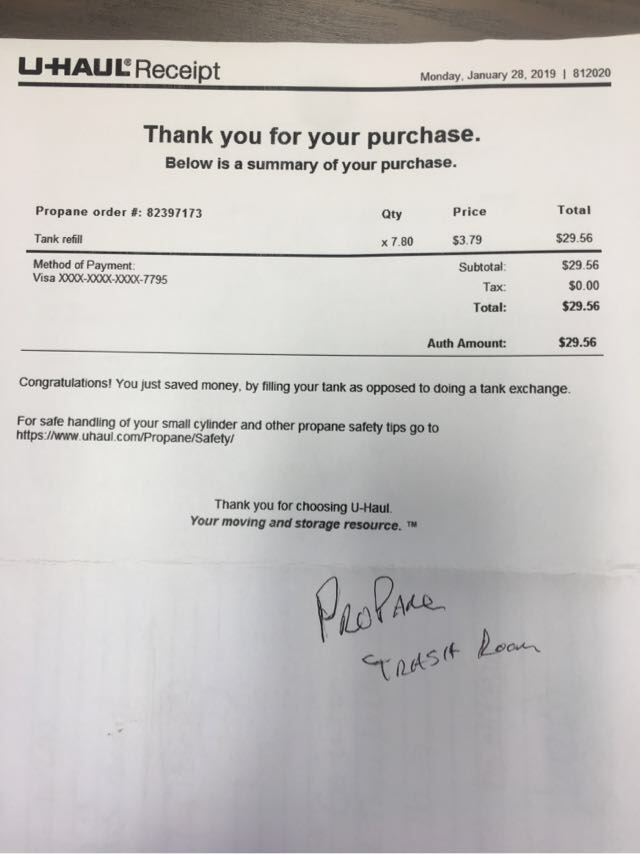 U-HAUL® Receipt
Monday, January 28, 2019 | 812020
Thank you for your purchase.
Below is a summary of your purchase.
Propane order #: 82397173 Qty Price Total
Tank refill x 7.80 $3.79 $29.56
Method of Payment: Subtotal: $29.56
Visa XXXX-XXXX-XXXX-7795
Tax: $0.00
Total: $29.56
Auth Amount: $29.56
Congratulations! You just saved money, by filling your tank as opposed to doing a tank exchange.
For safe handling of your small cylinder and other propane safety tips go to
https://www.uhaul.com/Propane/Safety/
Thank you for choosing U-Haul.
Your moving and storage resource. ™
PROPANe
TRASH Room